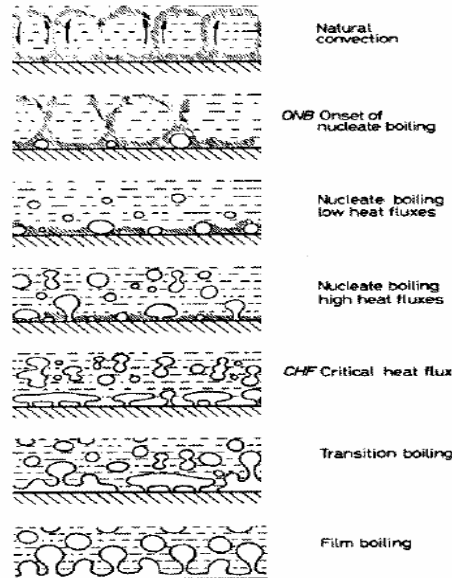 Natural
convection
ONB Onset of
nucleate boiling
Nucleate boiling
low heat fluxes
Nucleate boiling
high heat fluxes
CHF Critical heat flux
Transition boiling
Film boiling